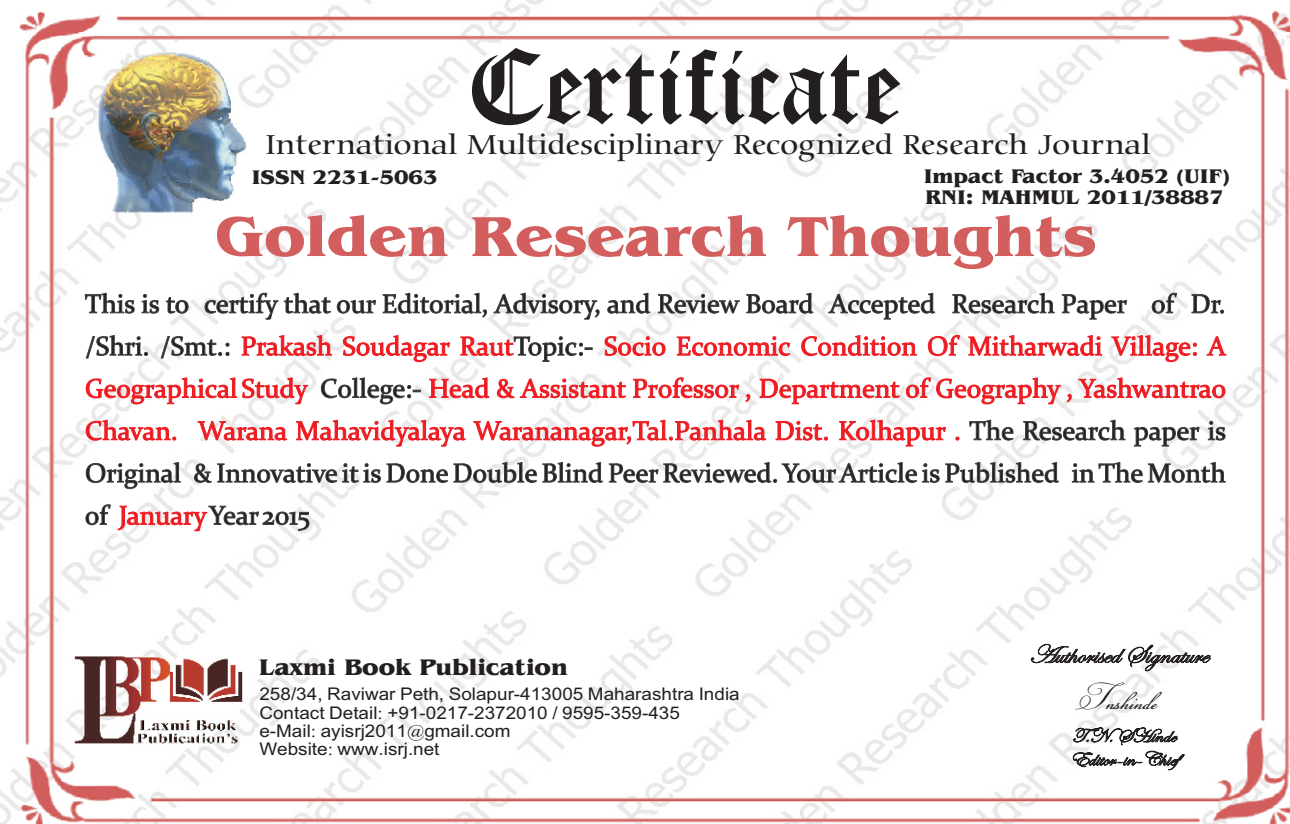 Certificate
International Multidesciplinary Recognized Research Journal
ISSN 2231-5063
Impact Factor 3.4052 (UIF)
RNI: MAHMUL 2011/38887
Golden Research Thoughts
This is to certify that our Editorial, Advisory, and Review Board Accepted Research Paper of Dr.
/Shri. /Smt.: Prakash Soudagar RautTopic:- Socio Economic Condition Of Mitharwadi Village: A
Geographical Study College:- Head & Assistant Professor , Department of Geography , Yashwantrao
Chavan. Warana Mahavidyalaya Warananagar,Tal.Panhala Dist. Kolhapur . The Research paper is
Original & Innovative it is Done Double Blind Peer Reviewed. Your Article is Published in The Month
of January Year 2015
LBP
Laxmi Book
Publication's
Laxmi Book Publication
258/34, Raviwar Peth, Solapur-413005 Maharashtra India
Contact Detail: +91-0217-2372010 / 9595-359-435
e-Mail: ayisrj2011@gmail.com
Website: www.isrj.net
Authorised Signature
Tnshinde
T.N. SHinde
Editor-in- Chief
Golden Research Thoughts